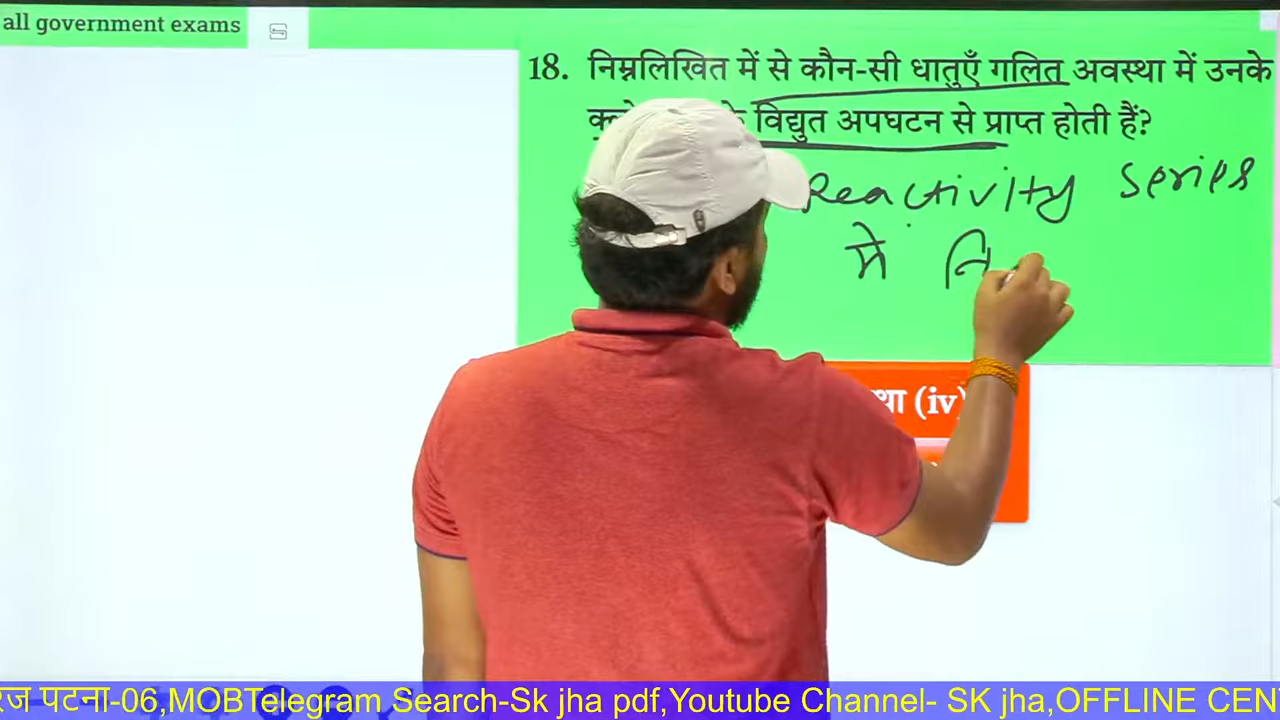 all government exams
18. निम्नलिखित में से कौन-सी धातुएँ गलित अवस्था में उनके
विद्युत अपघटन से प्राप्त होती हैं?
Reactivity series
में नि
(iv)
पटना-06,MOBTelegram Search-Sk jha pdf,Youtube Channel- SK jha,OFFLINE CEN